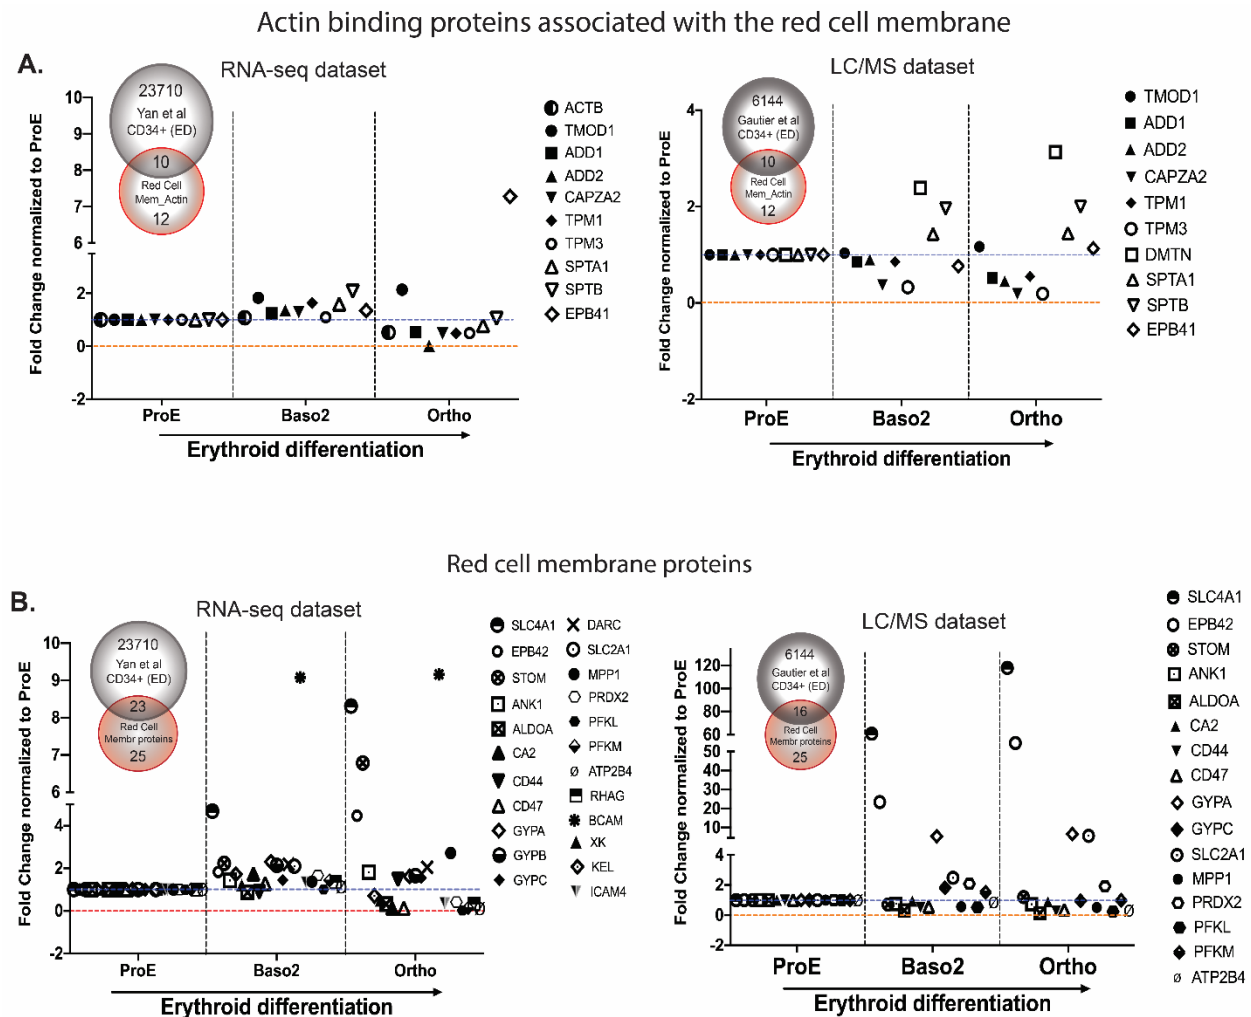 Actin binding proteins associated with the red cell membrane
A.
RNA-seq dataset
Fold Change normalized to ProE
10
9
8
7
6
2
0
-2
23710
Yan et al
CD34+ (ED)
10
Red Cell
Mem_Actin
12
ProE
Baso2
Ortho
Erythroid differentiation
ACTB
TMOD1
ADD1
ADD2
CAPZA2
TPM1
TPM3
SPTA1
SPTB
EPB41
LC/MS dataset
Fold Change normalized to ProE
4
2
0
-2
6144
Gautier et al
CD34+ (ED)
10
Red Cell
Mem_Actin
12
ProE
Baso2
Ortho
Erythroid differentiation
TMOD1
ADD1
ADD2
CAPZA2
TPM1
TPM3
DMTN
SPTA1
SPTB
EPB41
Red cell membrane proteins
B.
RNA-seq dataset
Fold Change normalized to ProE
10
9
8
7
6
4
2
0
-2
23710
Yan et al
CD34+ (ED)
23
Red Cell
Membr proteins
25
ProE
Baso2
Ortho
Erythroid differentiation
SLC4A1
EPB42
STOM
ANK1
ALDOA
CA2
CD44
CD47
GYPA
GYPB
GYPC
DARC
SLC2A1
MPP1
PRDX2
PFKL
PFKM
ATP2B4
RHAG
BCAM
XK
KEL
ICAM4
LC/MS dataset
Fold Change normalized to ProE
120
100
80
60
50
40
30
20
10
4
2
0
-2
6144
Gautier et al
CD34+ (ED)
16
Red Cell
Membr proteins
25
ProE
Baso2
Ortho
Erythroid differentiation
SLC4A1
EPB42
STOM
ANK1
ALDOA
CA2
CD44
CD47
GYPA
GYPC
SLC2A1
MPP1
PRDX2
PFKL
PFKM
ATP2B4